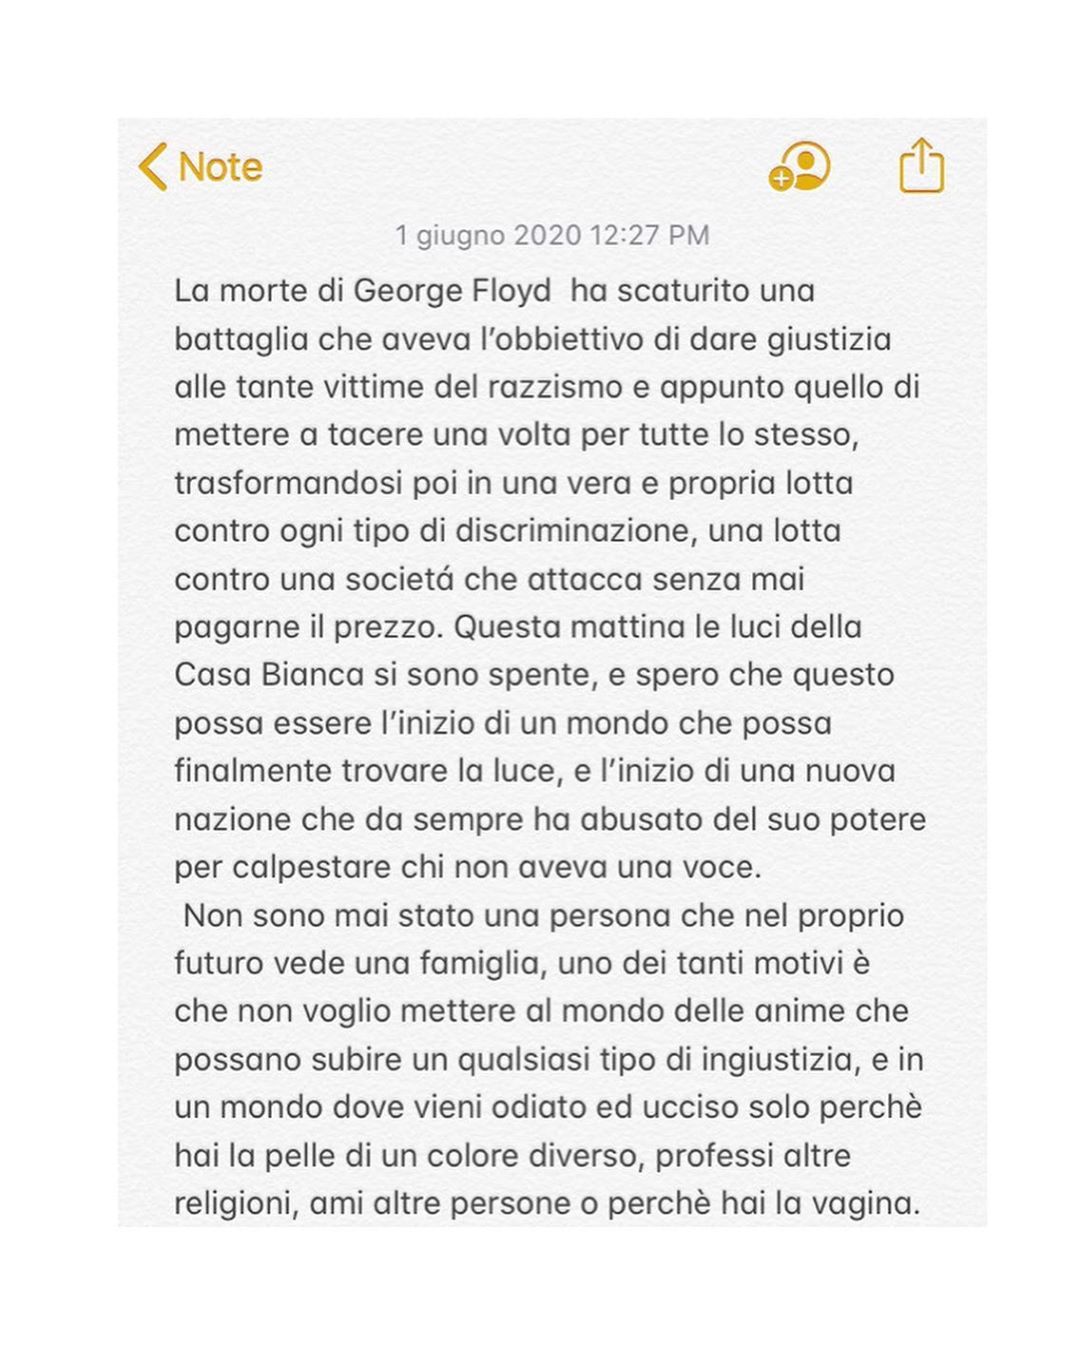 Note
1 giugno 2020 12:27 PM
La morte di George Floyd  ha scaturito una
battaglia che aveva l’obbiettivo di dare giustizia
alle tante vittime del razzismo e appunto quello di
mettere a tacere una volta per tutte lo stesso,
trasformandosi poi in una vera e propria lotta
contro ogni tipo di discriminazione, una lotta
contro una societá che attacca senza mai
pagarne il prezzo. Questa mattina le luci della
Casa Bianca si sono spente, e spero che questo
possa essere l’inizio di un mondo che possa
finalmente trovare la luce, e l’inizio di una nuova
nazione che da sempre ha abusato del suo potere
per calpestare chi non aveva una voce.
 Non sono mai stato una persona che nel proprio
futuro vede una famiglia, uno dei tanti motivi è
che non voglio mettere al mondo delle anime che
possano subire un qualsiasi tipo di ingiustizia, e in
un mondo dove vieni odiato ed ucciso solo perchè
hai la pelle di un colore diverso, professi altre
religioni, ami altre persone o perchè hai la vagina.